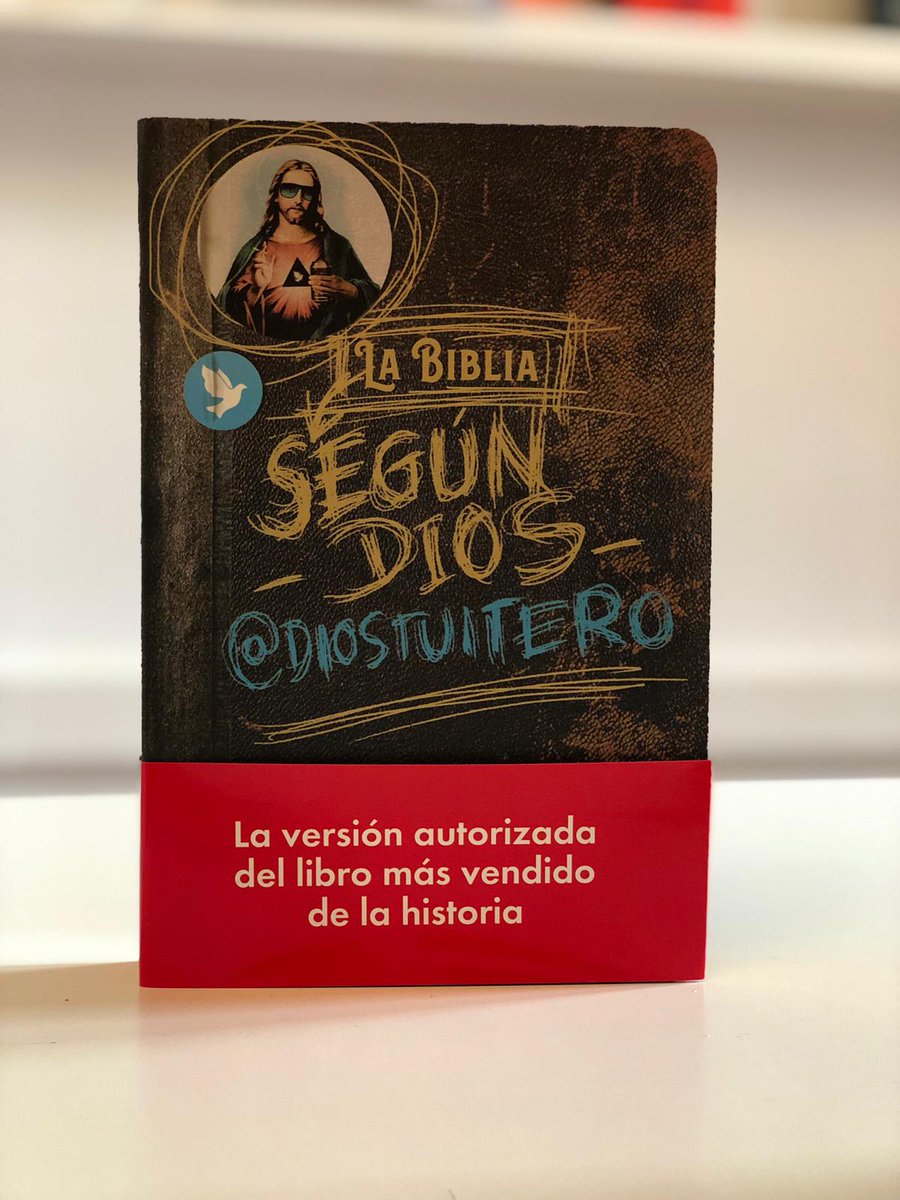 La Biblia
SEGÚN
DIOS
@DIOSTUITERO
La versión autorizada
del libro más vendido
de la historia